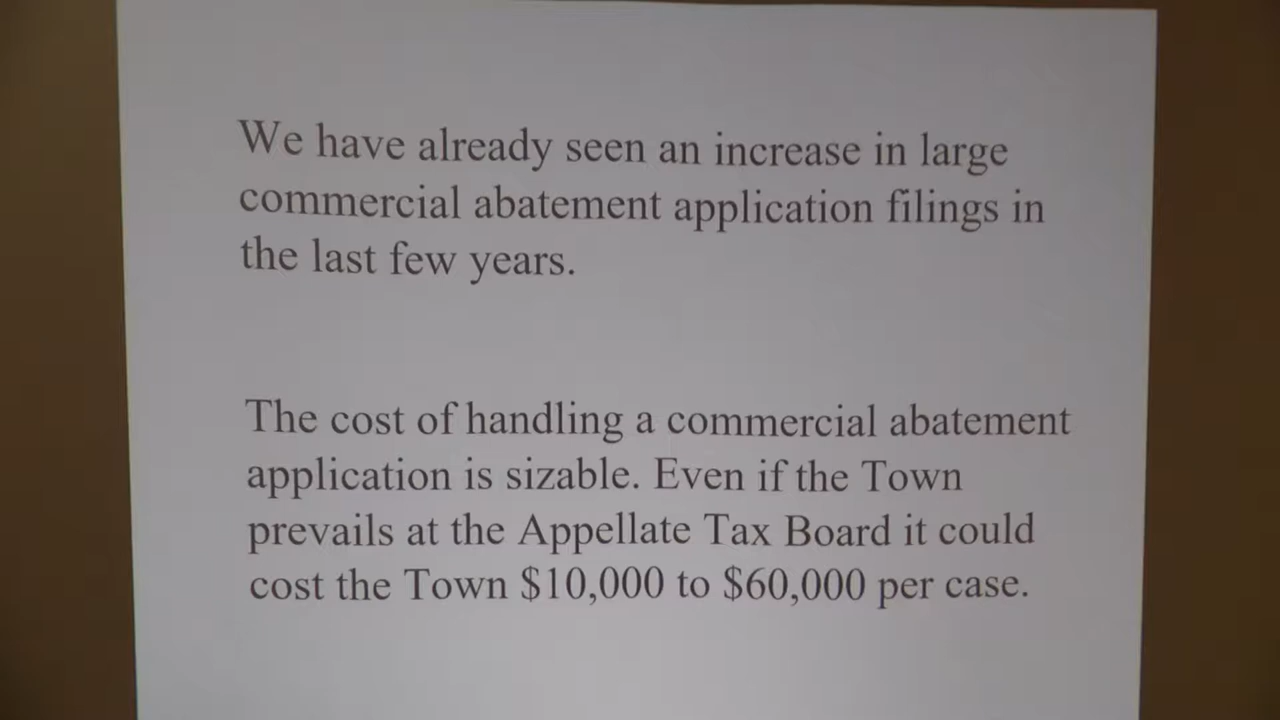 We have already seen an increase in large
commercial abatement application filings in
the last few years.
The cost of handling a commercial abatement
application is sizable. Even if the Town
prevails at the Appellate Tax Board it could
cost the Town $10,000 to $60,000 per case.